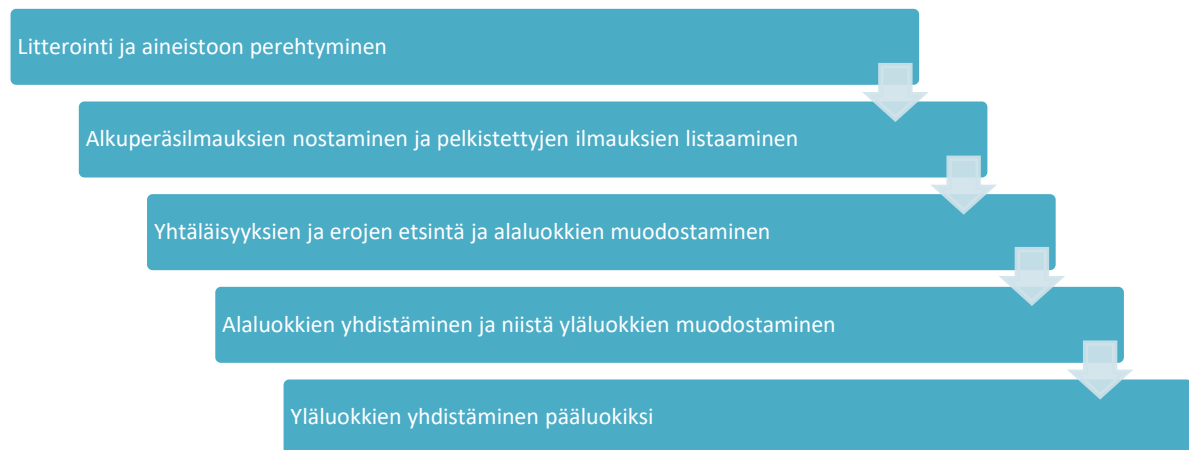 Litterointi ja aineistoon perehtyminen
Alkuperäsilmauksien nostaminen ja pelkistettyjen ilmauksien listaaminen
Yhtäläisyyksien ja erojen etsintä ja alaluokkien muodostaminen
Alaluokkien yhdistäminen ja niistä yläluokkien muodostaminen
Yläluokkien yhdistäminen pääluokiksi